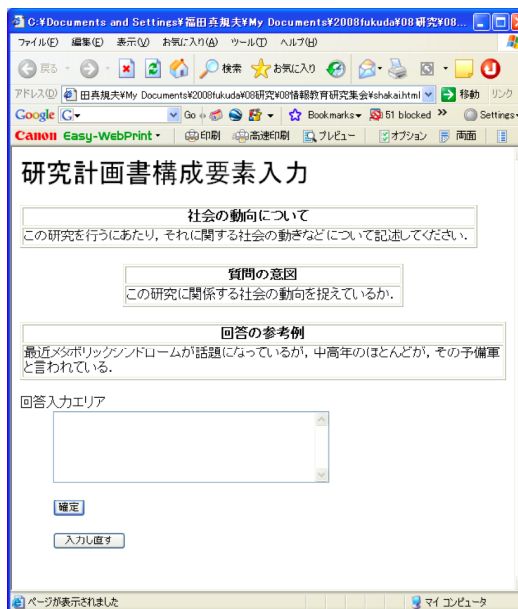 C:¥Documents and Settings¥福田真規夫¥My Documents¥2008fukuda¥08研究¥08...
ファイル(F) 編集(E) 表示(V) お気に入り(A) ツール(T) ヘルプ(H)
戻る 検索 お気に入り
アドレス(D) 田真規夫¥My Documents¥2008fukuda¥08研究¥08情報教育研究集会¥shakai.html 移動 リンク
Google G Go Bookmarks 51 blocked Settings
Canon Easy-WebPrint 印刷 高速印刷 プレビュー オプション 両面
研究計画書構成要素入力
社会の動向について
この研究を行うにあたり, それに関する社会の動きなどについて記述してください.
質問の意図
この研究に関係する社会の動向を捉えているか.
回答の参考例
最近メタボリックシンドロームが話題になっているが, 中高年のほとんどが, その予備軍
と言われている.
回答入力エリア
確定
入力し直す
ページが表示されました マイ コンピュータ